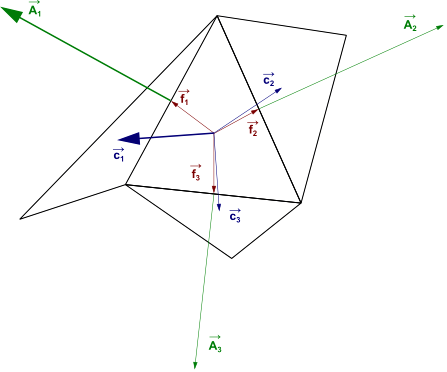 A₁
A₂
c₂
f₁
f₂
c₁
f₃
c₃
A₃